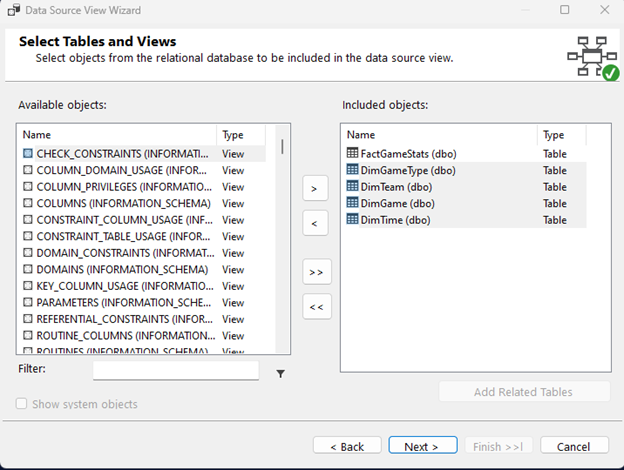 Data Source View Wizard
Select Tables and Views
Select objects from the relational database to be included in the data source view.
Available objects:
Included objects:
Name Type
CHECK_CONSTRAINTS (INFORMATI... View
COLUMN_DOMAIN_USAGE (INFOR... View
COLUMN_PRIVILEGES (INFORMATI... View
COLUMNS (INFORMATION_SCHEMA) View
CONSTRAINT_COLUMN_USAGE (INF... View
CONSTRAINT_TABLE_USAGE (INFOR... View
DOMAIN_CONSTRAINTS (INFORMAT... View
DOMAINS (INFORMATION_SCHEMA) View
KEY_COLUMN_USAGE (INFORMATIO... View
PARAMETERS (INFORMATION_SCHE... View
REFERENTIAL_CONSTRAINTS (INFOR... View
ROUTINE_COLUMNS (INFORMATION... View
ROUTINES (INFORMATION_SCHEMA) View
>
<
>>
<<
Name Type
FactGameStats (dbo) Table
DimGameType (dbo) Table
DimTeam (dbo) Table
DimGame (dbo) Table
DimTime (dbo) Table
Filter:
Add Related Tables
Show system objects
< Back Next > Finish >>| Cancel